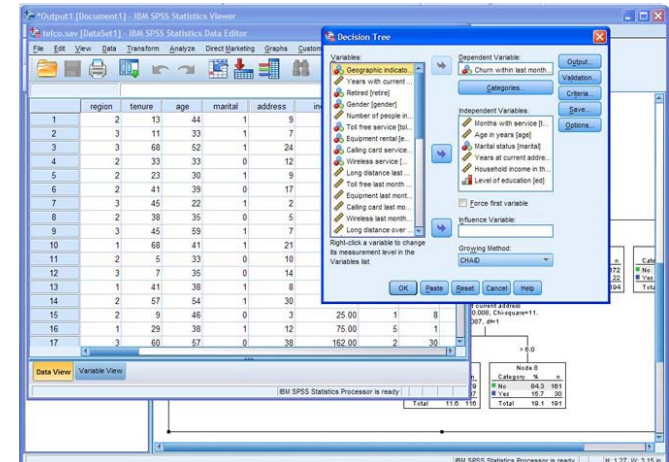 *Output1 [Document1] - IBM SPSS Statistics Viewer
telco.sav [DataSet1] - IBM SPSS Statistics Data Editor
File Edit View Data Transform Analyze Direct Marketing Graphs Custom
region tenure age marital address
1 2 13 44 1 9
2 3 11 33 1 7
3 3 68 52 1 24
4 2 33 33 0 12
5 2 23 30 1 9
6 2 41 39 0 17
7 3 45 22 1 2
8 2 38 35 0 5
9 3 45 59 1 7
10 1 68 41 1 21
11 2 5 33 0 10
12 3 7 35 0 14
13 1 41 38 1 8
14 2 57 54 1 30
15 2 9 46 0 3 25.00 1 8
16 1 29 38 1 12 75.00 5 1
17 3 60 57 0 38 162.00 2 30
Data View Variable View
IBM SPSS Statistics Processor is ready
Decision Tree
Variables:
Geographic indicato...
Years with current ...
Retired [retire]
Gender [gender]
Number of people in...
Toll free service [tol...
Equipment rental [e...
Calling card service...
Wireless service [...
Long distance last ...
Toll free last month ...
Equipment last mont...
Calling card last mo...
Wireless last month...
Long distance over ...
Right-click a variable to change
its measurement level in the
Variables list
Dependent Variable:
Churn within last month...
Categories...
Independent Variables:
Months with service [t...
Age in years [age]
Marital status [marital]
Years at current addre...
Household income in th...
Level of education [ed]
Force first variable
Influence Variable:
Growing Method:
CHAID
Output...
Validation...
Criteria...
Save...
Options...
OK Paste Reset Cancel Help
current address
> 6.0
Node 8
Category % n
No 84.3 161
Yes 15.7 30
Total 19.1 191
Total 11.6 116
IBM SPSS Statistics Processor is ready H: 1.27, W: 3.15 in